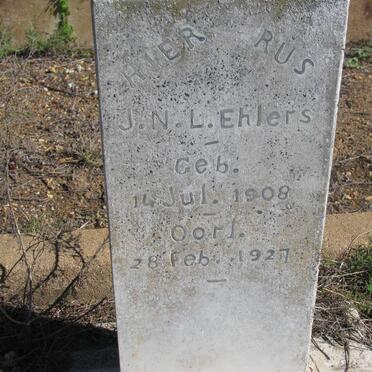 HIER RUS
J.N.L.Ehlers
Geb.
14 Jul. 1908
Oorl.
28 Feb. 1927